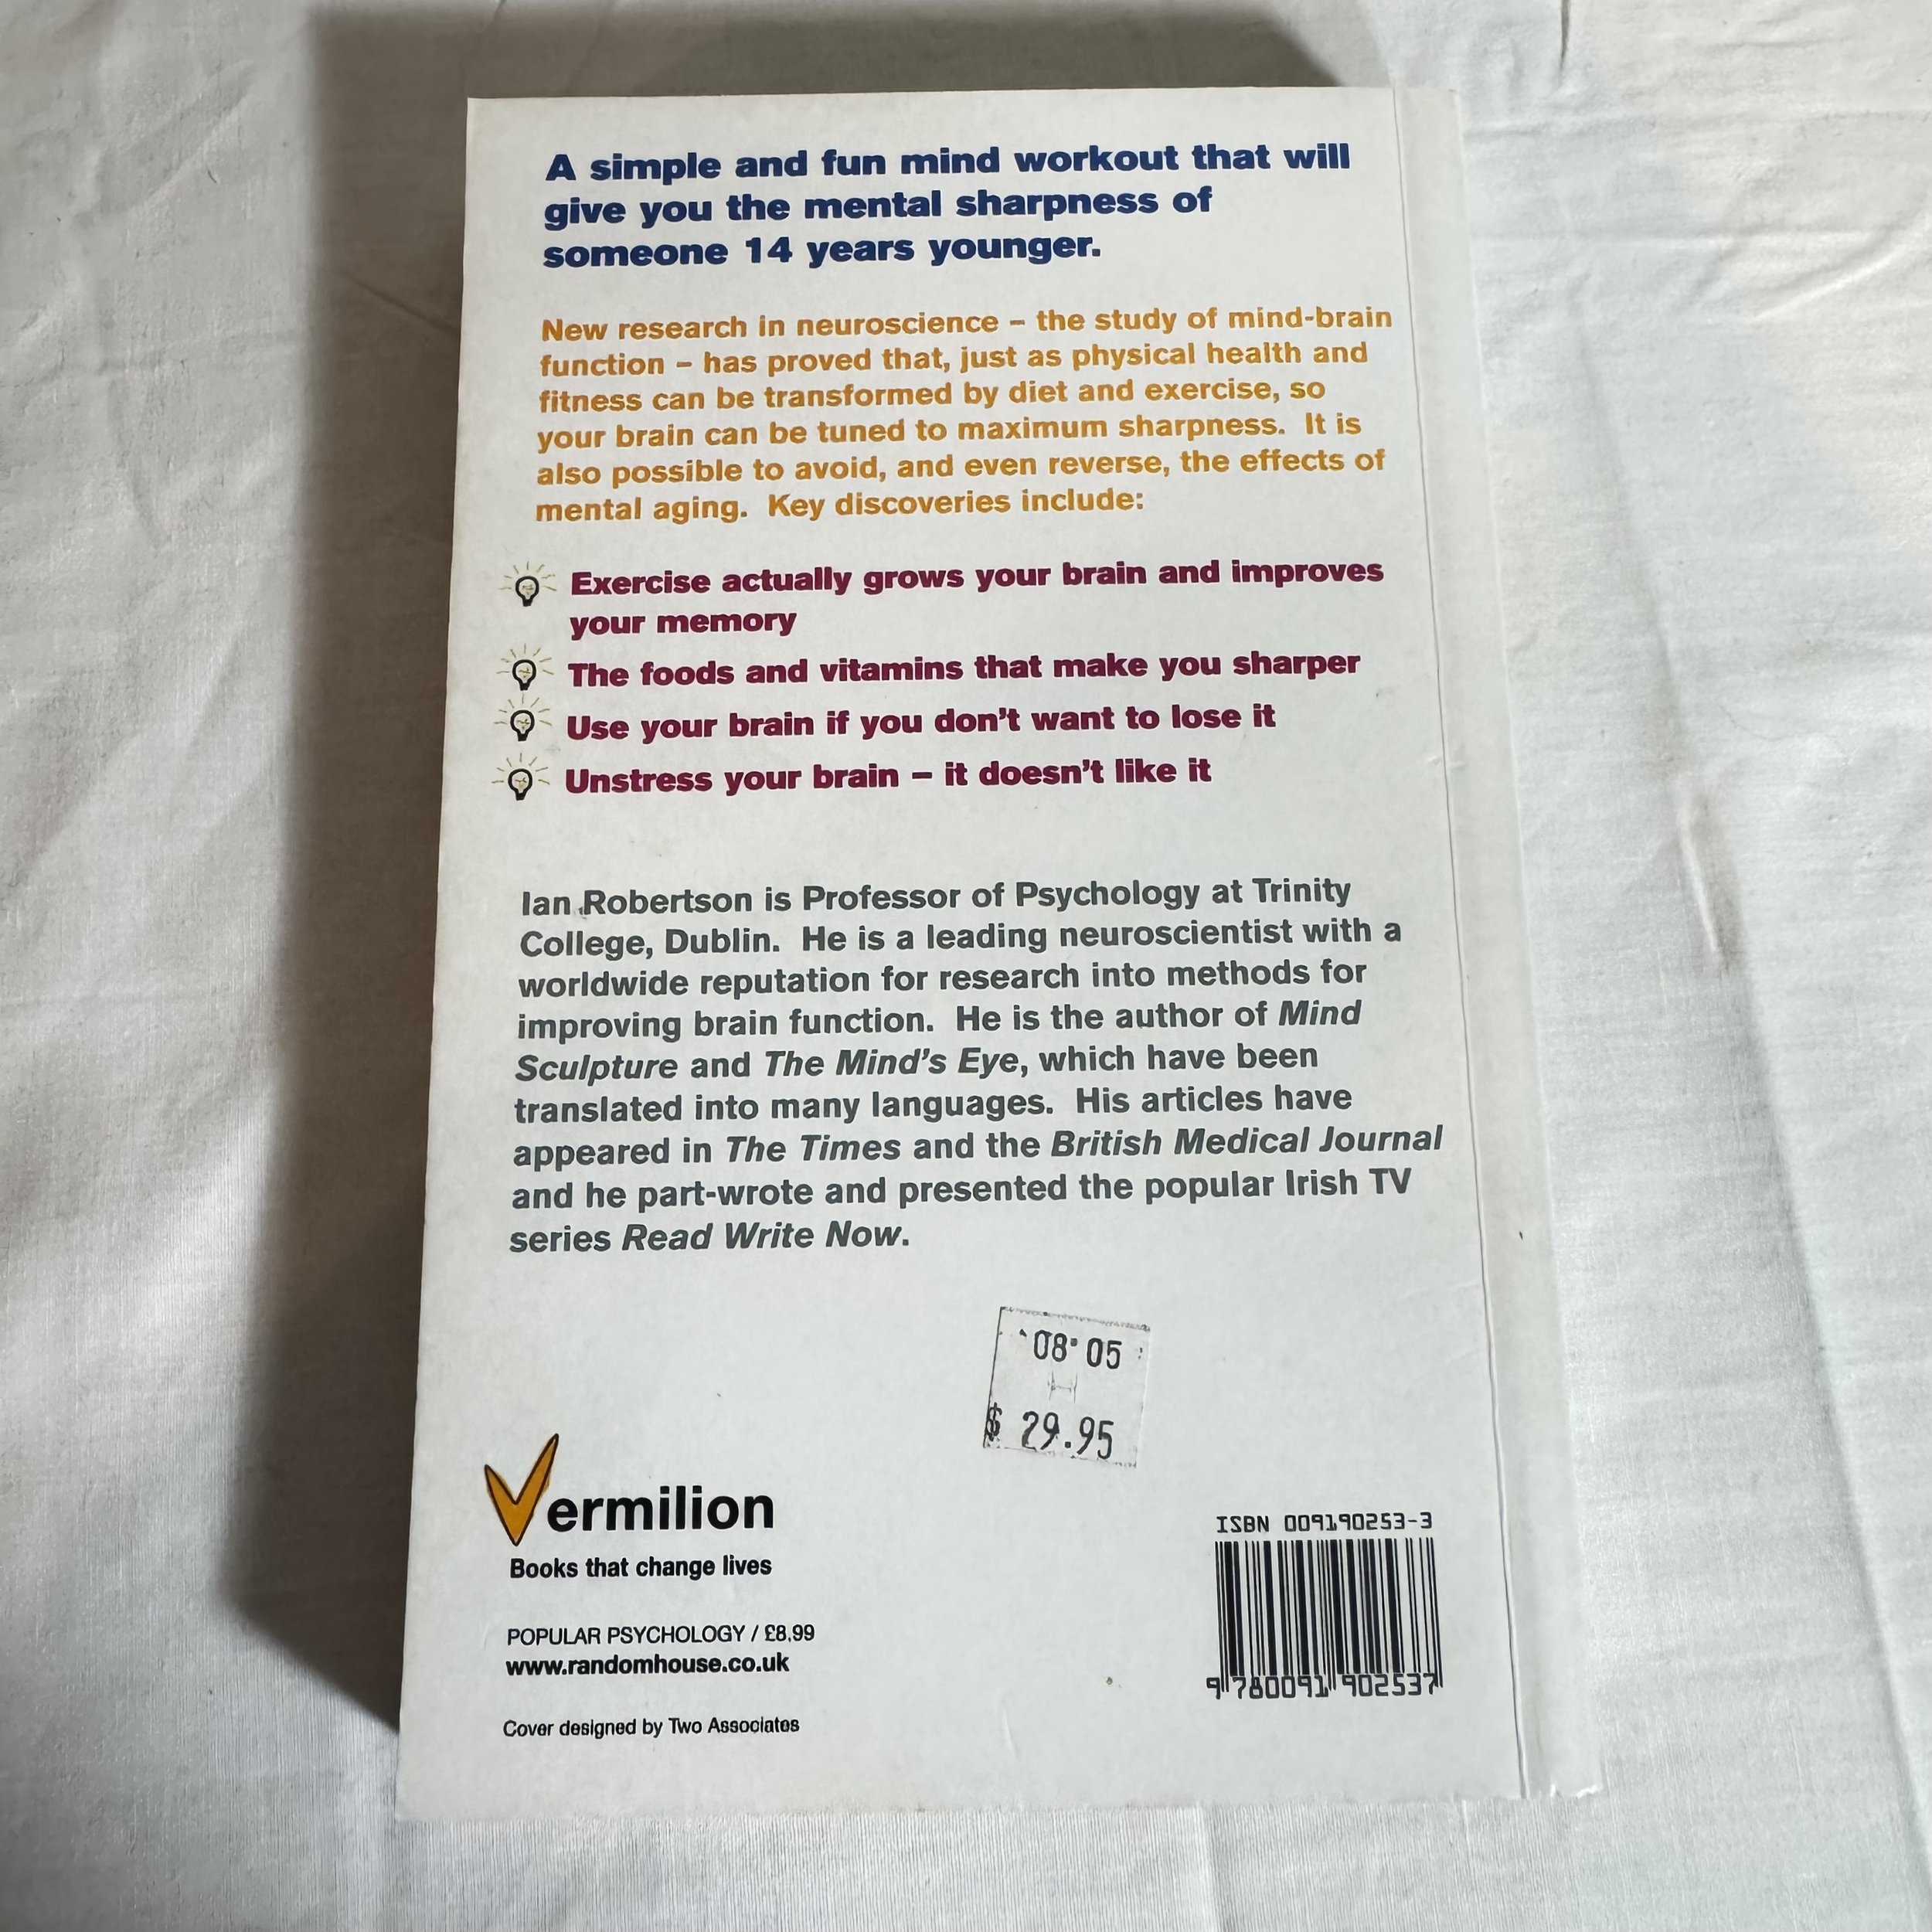 A simple and fun mind workout that will
give you the mental sharpness of
someone 14 years younger.
New research in neuroscience – the study of mind-brain
function – has proved that, just as physical health and
fitness can be transformed by diet and exercise, so
your brain can be tuned to maximum sharpness. It is
also possible to avoid, and even reverse, the effects of
mental aging. Key discoveries include:
Exercise actually grows your brain and improves
your memory
The foods and vitamins that make you sharper
Use your brain if you don't want to lose it
Unstress your brain – it doesn't like it
Ian Robertson is Professor of Psychology at Trinity
College, Dublin. He is a leading neuroscientist with a
worldwide reputation for research into methods for
improving brain function. He is the author of Mind
Sculpture and The Mind's Eye, which have been
translated into many languages. His articles have
appeared in The Times and the British Medical Journal
and he part-wrote and presented the popular Irish TV
series Read Write Now.
08 05
$ 29.95
Vermilion
Books that change lives
POPULAR PSYCHOLOGY / £8.99
www.randomhouse.co.uk
Cover designed by Two Associates
ISBN 009190253-3
9 780091 902537